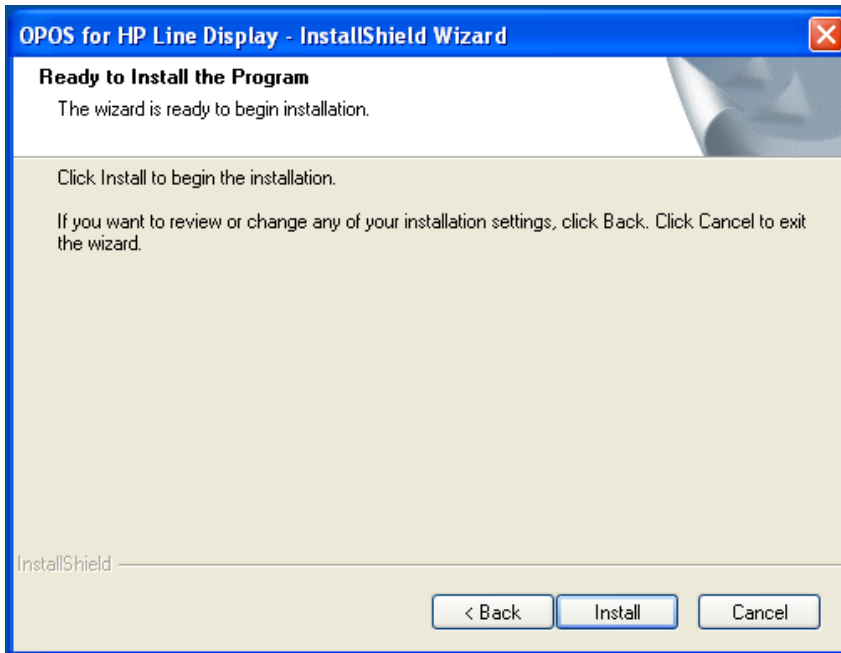 OPOS for HP Line Display - InstallShield Wizard
Ready to Install the Program
The wizard is ready to begin installation.
Click Install to begin the installation.
If you want to review or change any of your installation settings, click Back. Click Cancel to exit
the wizard.
InstallShield
< Back
Install
Cancel